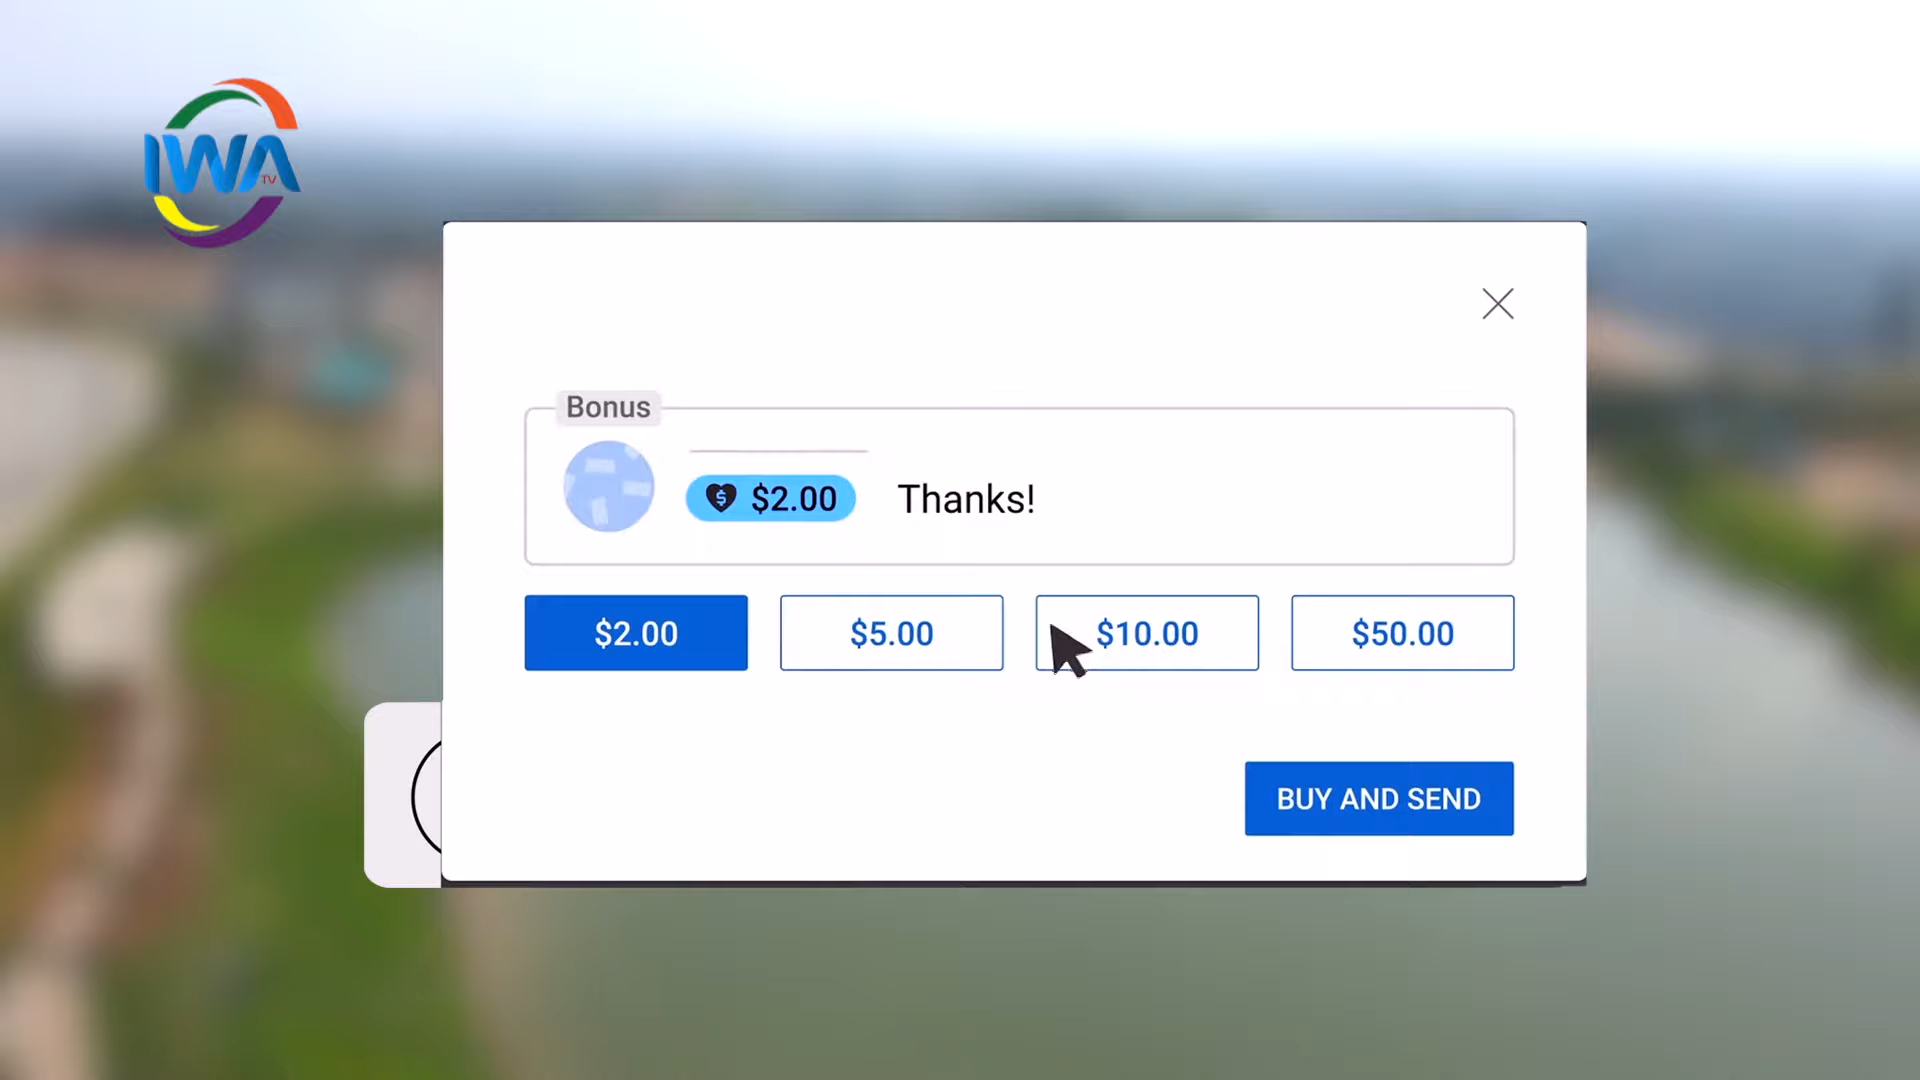 IWA
TV
Bonus
$2.00 Thanks!
$2.00 $5.00 $10.00 $50.00
BUY AND SEND